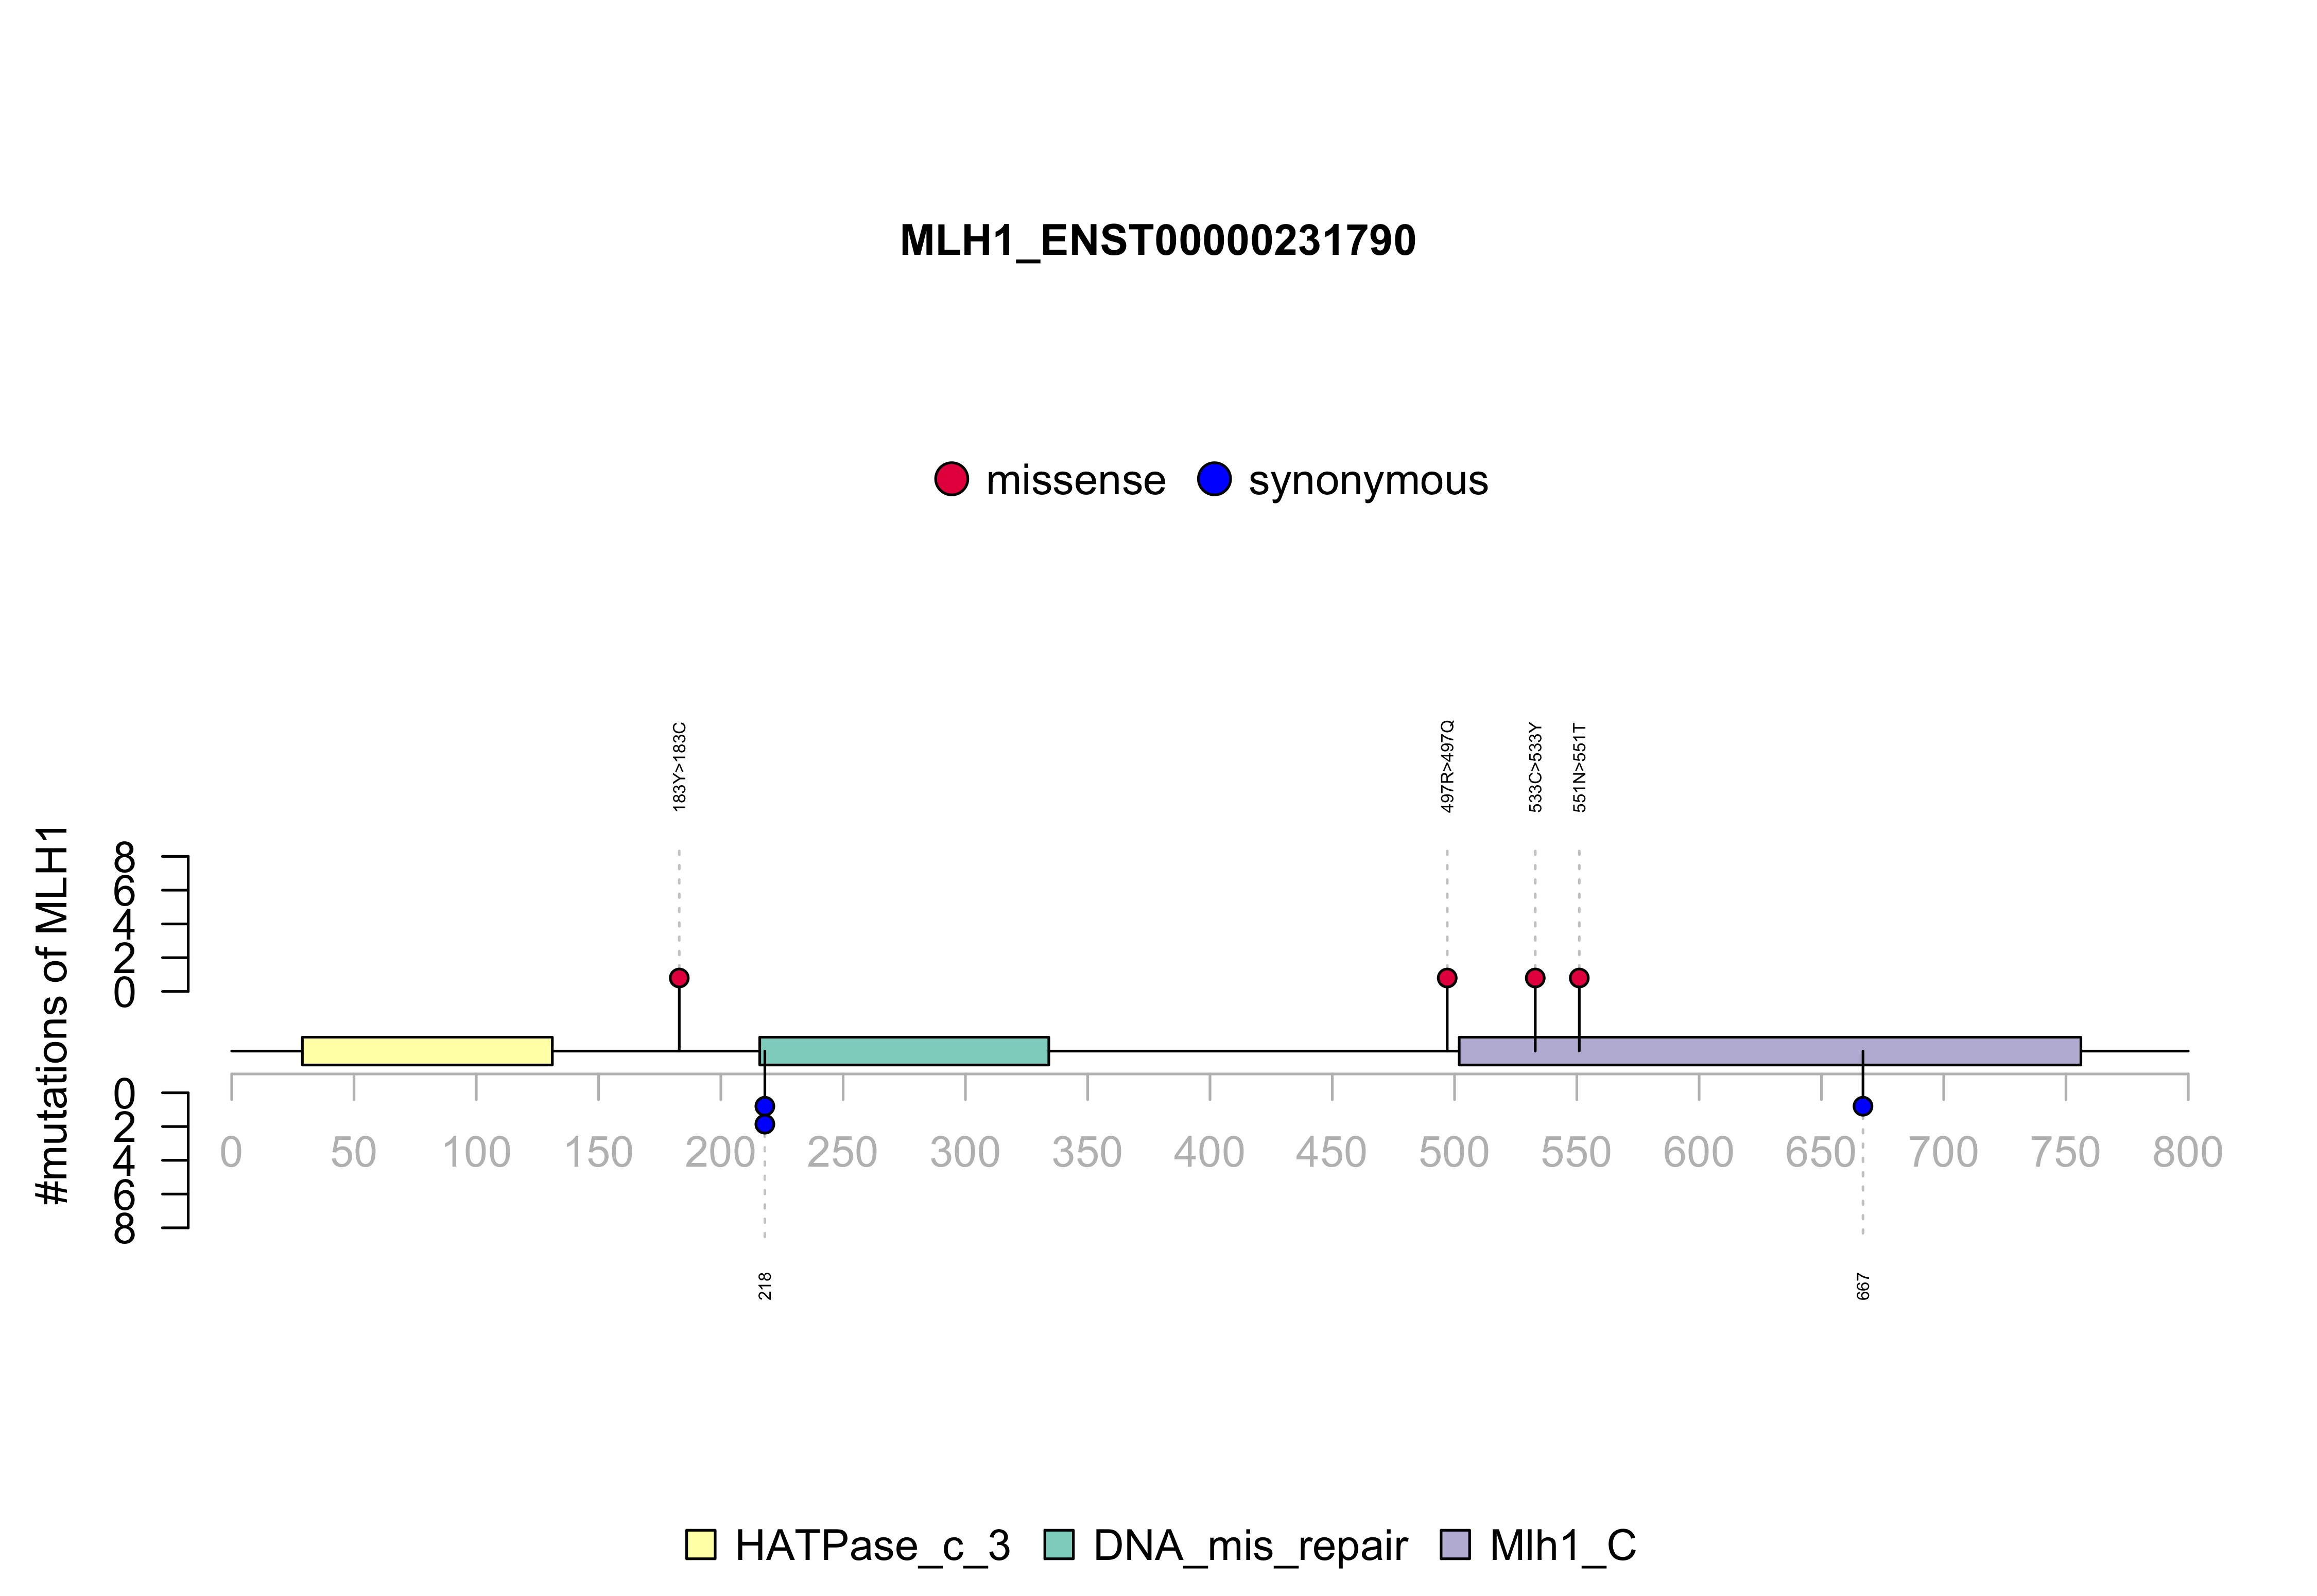 MLH1_ENST00000231790
missense synonymous
183Y>183C 497R>497Q 533C>533Y 551N>551T
#mutations of MLH1
8
6
4
2
0
0
2
4
6
8
0 50 100 150 200 250 300 350 400 450 500 550 600 650 700 750 800
218 667
HATPase_c_3 DNA_mis_repair Mlh1_C